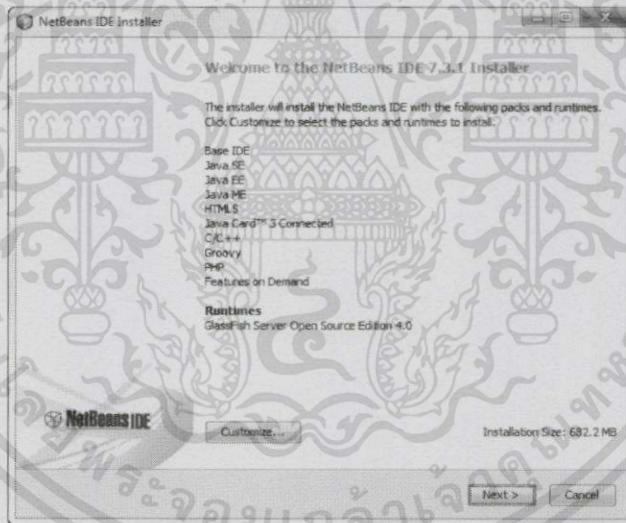 NetBeans IDE Installer
Welcome to the NetBeans IDE 7.3.1 Installer
The installer will install the NetBeans IDE with the following packs and runtimes.
Click Customize to select the packs and runtimes to install.
Base IDE
Java SE
Java EE
Java ME
HTML5
Java Card™ 3 Connected
C/C++
Groovy
PHP
Features on Demand
Runtimes
GlassFish Server Open Source Edition 4.0
NetBeans IDE
Customize...
Installation Size: 682.2 MB
Next >
Cancel